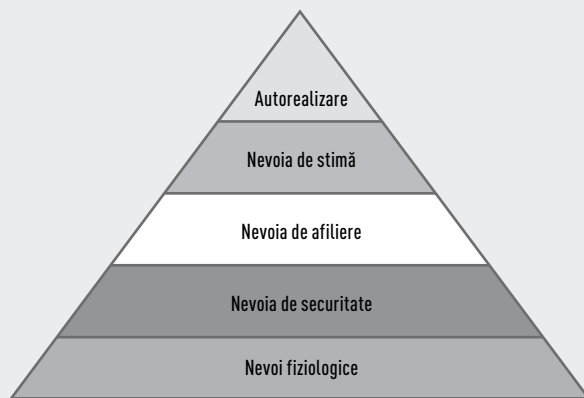 Autorealizare
Nevoia de stimă
Nevoia de afiliere
Nevoia de securitate
Nevoi fiziologice